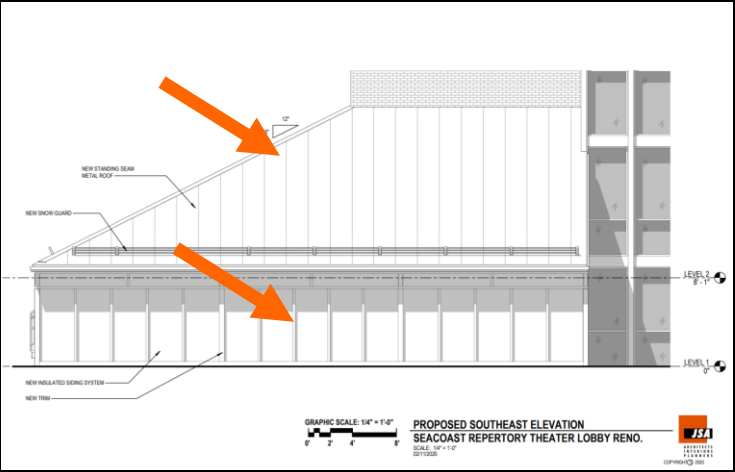 12"
NEW STANDING SEAM
METAL ROOF
NEW SNOW GUARD
LEVEL 2
8' - 1"
LEVEL 1
0"
NEW INSULATED SIDING SYSTEM
NEW TRIM
GRAPHIC SCALE: 1/4" = 1'-0"
0' 2' 4' 8'
PROPOSED SOUTHEAST ELEVATION
SEACOAST REPERTORY THEATER LOBBY RENO.
SCALE: 1/4" = 1'-0"
02/11/2020
JSA
ARCHITECTS
INTERIORS
PLANNERS
COPYRIGHT © 2020